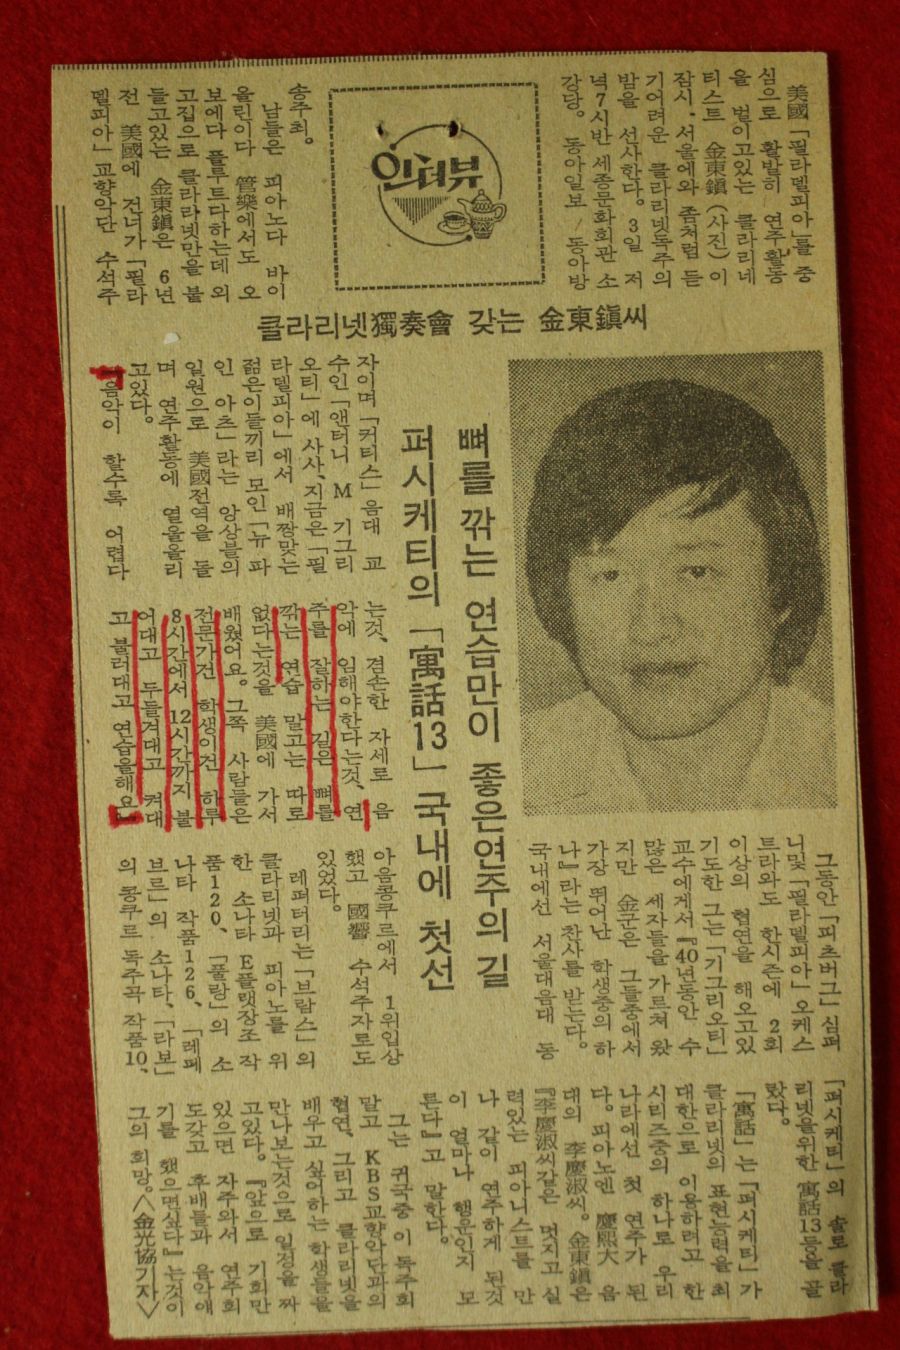 인터뷰
클라리넷獨奏會 갖는 金東鎭씨
뼈를 깎는 연습만이 좋은연주의 길
퍼시케티의 「寓話13」 국내에 첫선
美國「필라델피아」를 중
심으로 활발히 연주활동
을 벌이고있는 클라리네
티스트 金東鎭(사진)이
잠시 서울에와 좀처럼 듣
기어려운 클라리넷독주의
밤을 선사한다。3일 저
녁7시반 세종문화회관 소
강당。동아일보/동아방
송주최。
남들은 피아노다 바이
올린이다 管樂에서도 오
보에다 플루트다하는데 외
고집으로 클라리넷만을 불
들고있는 金東鎭은 6년
전 美國에 건너가「필라
델피아」교향악단 수석주
자이며「커티스」음대 교
수인「앤터니 M 기그리
오티」에 사사、지금은「필
라델피아」에서 배짱맞는
젊은이들끼리 모인「뉴 파
인 아츠」라는 앙상블의
일원으로 美國전역을 돌
며 연주활동에 열을올리
고있다。
『음악이 할수록 어렵다
는것、겸손한 자세로 음
악에 임해야한다는것、연
주를 잘하는 길은 뼈를
깎는 연습 말고는 따로
없다는것을 美國에 가서
배웠어요。그쪽 사람들은
전문가건 학생이건 하루
8시간에서 12시간까지 불
어대고 두들겨대고 켜대
고 불러대고 연습을해요』
그동안「피츠버그」심퍼
니및「필라델피아」오케스
트라와도 한시즌에 2회
이상의 협연을 해오고있
기도한 그는「기그리오티」
교수에게서『40년동안 수
많은 제자들을 가르쳐 왔
지만 金군은 그들중에서
가장 뛰어난 학생중의 하
나』라는 찬사를 받는다。
국내에선 서울대음대 동
아음콩쿠르에서 1위입상
했고 國響 수석주자로도
있었다。
레퍼터리는「브람스」의
클라리넷과 피아노를 위
한 소나타 E플랫장조 작
품120、「풀랑」의 소
나타 작품126、「레페
브르」의 소나타、「라보」
의 콩쿠르 독주곡 작품10、
「퍼시케티」의 솔로 클라
리넷을위한 寓話13등을 골
랐다。
「寓話」는「퍼시케티」가
클라리넷의 표현능력을 최
대한으로 이용하려고 한
시리즈중의 하나로 우리
나라에선 첫 연주가 된
다。피아노엔 慶熙大 음
대의 李慶淑씨。金東鎭은
『李慶淑씨같은 멋지고 실
력있는 피아니스트를 만
나 같이 연주하게 된것
이 얼마나 행운인지 모
른다』고 말한다。
그는 귀국중 이 독주회
말고 KBS교향악단과의
협연、그리고 클라리넷을
배우고 싶어하는 학생들을
만나보는것으로 일정을 짜
고있다。『앞으로 기회만
있으면 자주와서 연주회
도갖고 후배들과 음악얘
기를 했으면싶다』는것이
그의 희망。<金光協기자>